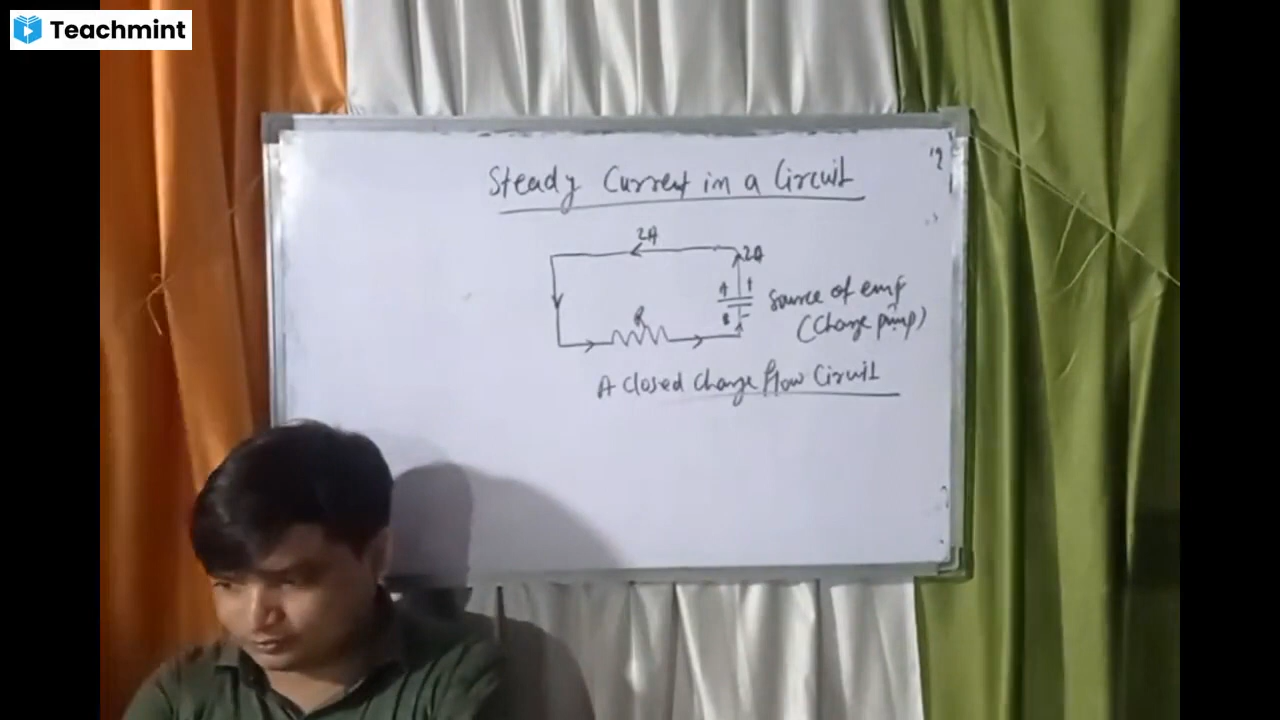 Teachmint
Steady Current in a Circuit
2A
2A
A +
Source of emf
B -
(Charge pump)
R
A closed charge flow Circuit